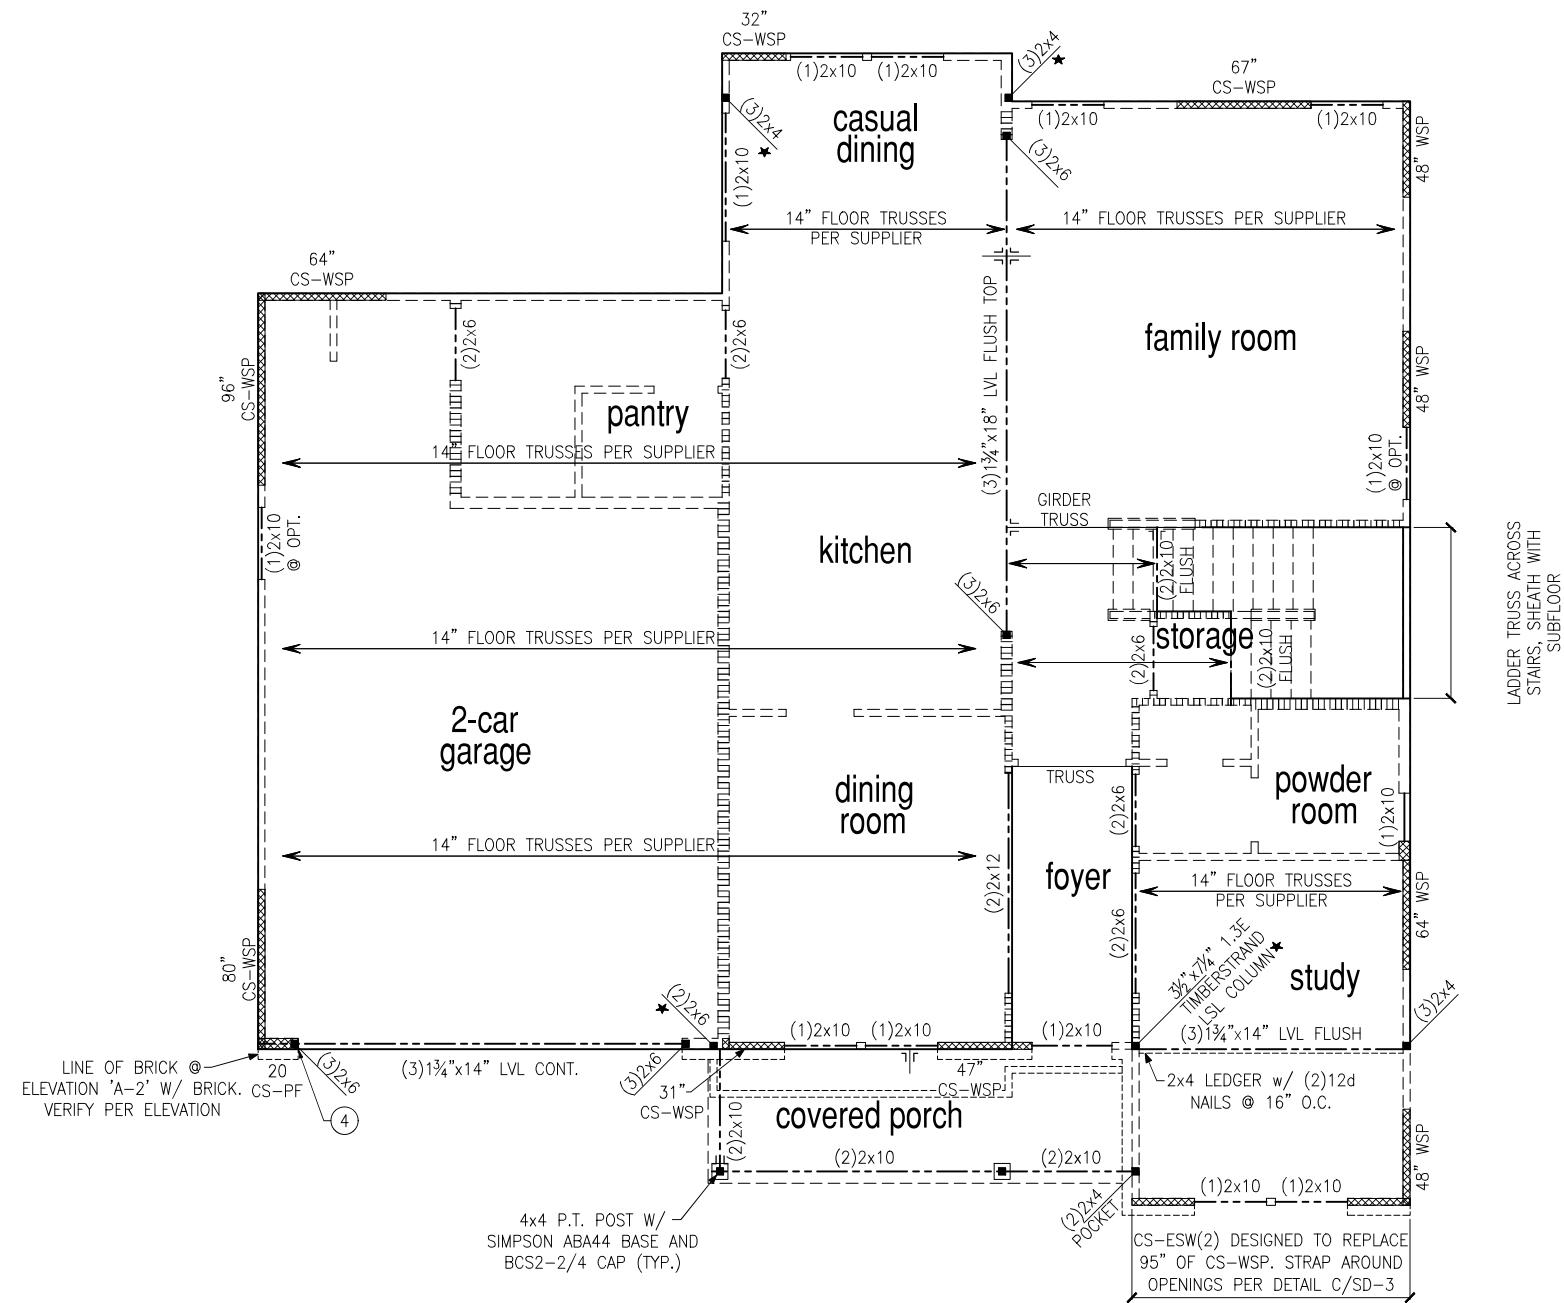 32"
CS-WSP
(1)2x10
(1)2x10
(3)2x4
★
67"
CS-WSP
(1)2x10
(1)2x10
48" WSP
(3)2x4
★
(1)2x10
casual
dining
(3)2x6
14" FLOOR TRUSSES
PER SUPPLIER
14" FLOOR TRUSSES PER SUPPLIER
64"
CS-WSP
(2)2x6
(2)2x6
(3)1¾"x18" LVL FLUSH TOP
family room
48" WSP
96"
CS-WSP
pantry
14" FLOOR TRUSSES PER SUPPLIER
(1)2x10
@ OPT.
GIRDER
TRUSS
(1)2x10
@ OPT.
kitchen
(2)2x10
FLUSH
(3)2x6
LADDER TRUSS ACROSS
STAIRS, SHEATH WITH
SUBFLOOR
14" FLOOR TRUSSES PER SUPPLIER
storage
(2)2x6
(2)2x10
FLUSH
2-car
garage
TRUSS
dining
room
(2)2x6
powder
room
(1)2x10
14" FLOOR TRUSSES PER SUPPLIER
(2)2x12
foyer
14" FLOOR TRUSSES
PER SUPPLIER
64" WSP
(2)2x6
80"
CS-WSP
3½"x7¼" 1.3E
TIMBERSTRAND
LSL COLUMN★
study
(2)2x6
★
(3)2x4
(1)2x10
(1)2x10
(1)2x10
(3)1¾"x14" LVL FLUSH
LINE OF BRICK @
ELEVATION 'A-2' W/ BRICK.
VERIFY PER ELEVATION
20
CS-PF
(3)2x6
4
(3)1¾"x14" LVL CONT.
(3)2x6
31"
CS-WSP
47"
CS-WSP
2x4 LEDGER w/ (2)12d
NAILS @ 16" O.C.
covered porch
(2)2x10
(2)2x10
(2)2x10
48" WSP
(1)2x10
(1)2x10
(2)2x4
POCKET
4x4 P.T. POST W/
SIMPSON ABA44 BASE AND
BCS2-2/4 CAP (TYP.)
CS-ESW(2) DESIGNED TO REPLACE
95" OF CS-WSP. STRAP AROUND
OPENINGS PER DETAIL C/SD-3